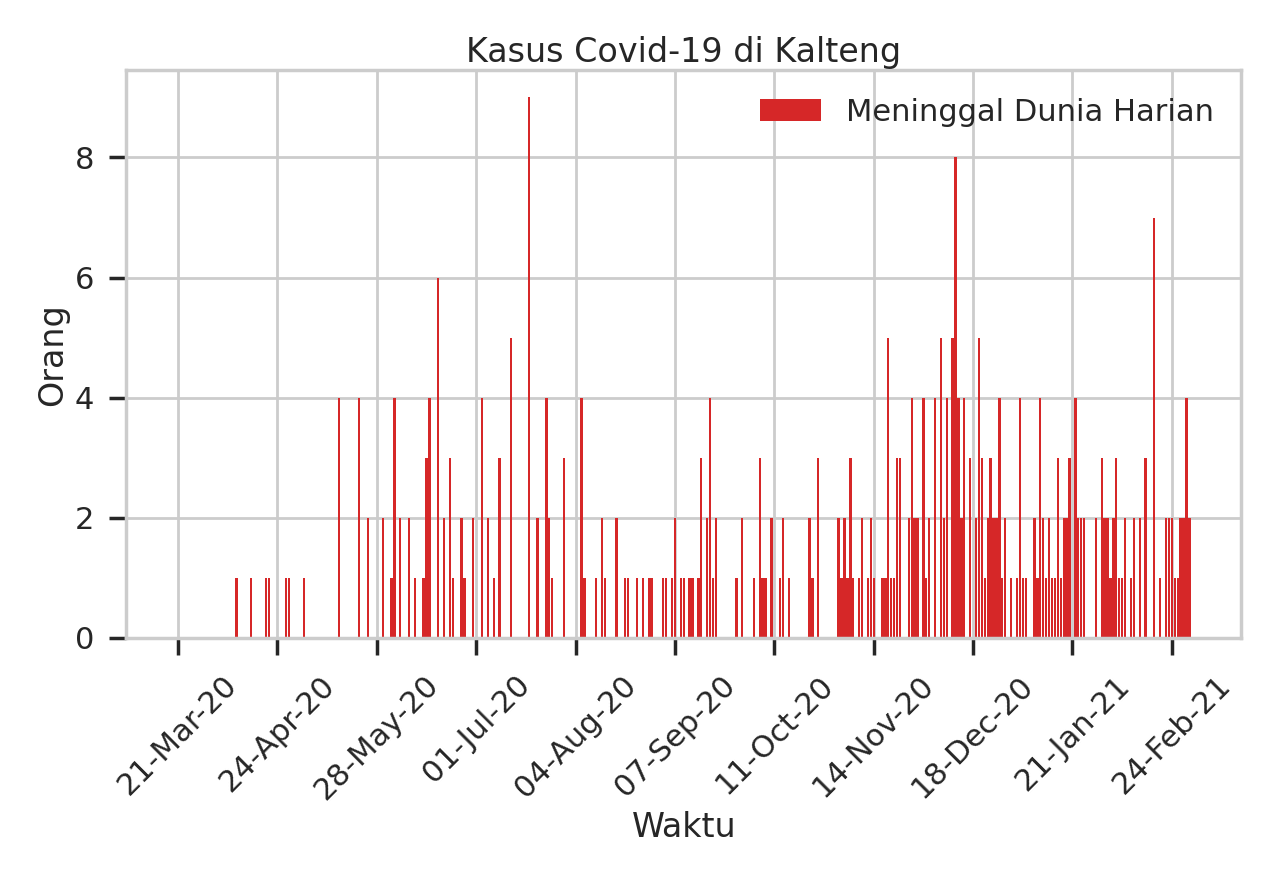 Kasus Covid-19 di Kalteng
Meninggal Dunia Harian
Orang
8
6
4
2
0
21-Mar-20
24-Apr-20
28-May-20
01-Jul-20
04-Aug-20
07-Sep-20
11-Oct-20
14-Nov-20
18-Dec-20
21-Jan-21
24-Feb-21
Waktu